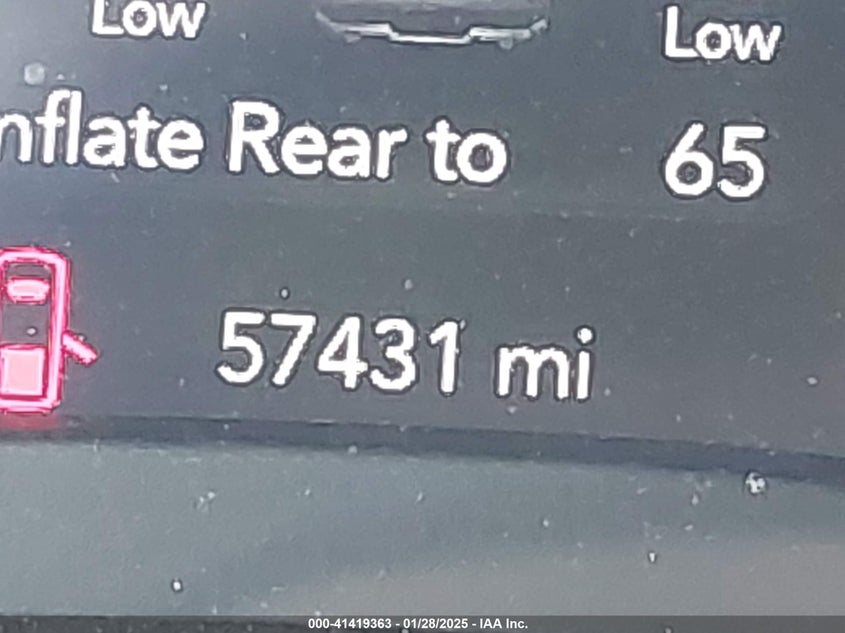 Low Low
nflate Rear to 65
57431 mi
000-41419363 - 01/28/2025 - IAA Inc.